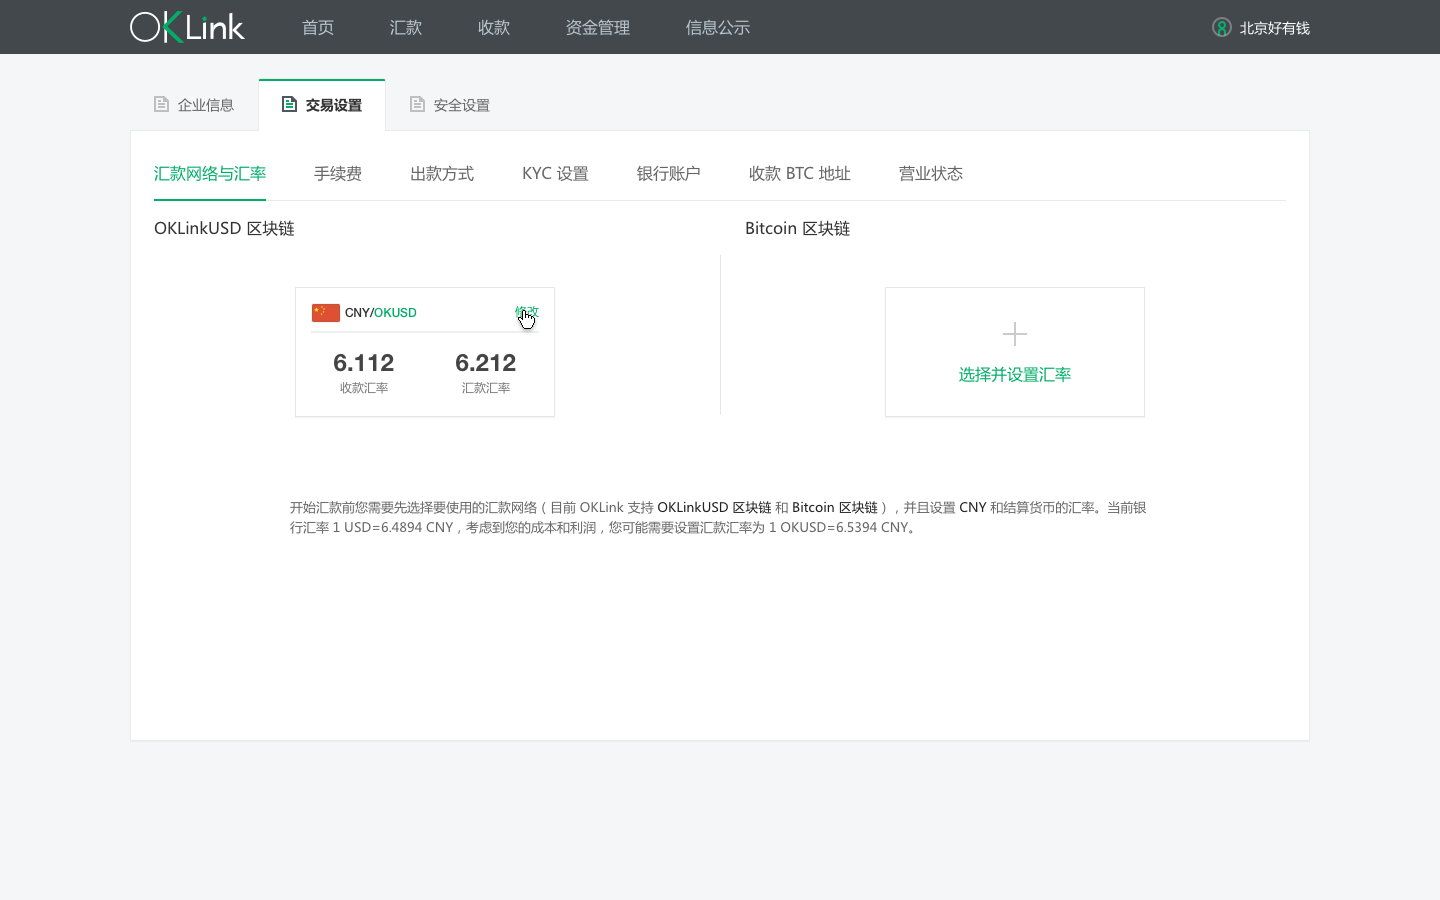 OKLink 首页 汇款 收款 资金管理 信息公示 北京好有钱
企业信息 交易设置 安全设置
汇款网络与汇率 手续费 出款方式 KYC 设置 银行账户 收款 BTC 地址 营业状态
OKLinkUSD 区块链 Bitcoin 区块链
CNY/OKUSD 修改
6.112 6.212
收款汇率 汇款汇率
选择并设置汇率
开始汇款前您需要先选择要使用的汇款网络（目前 OKLink 支持 OKLinkUSD 区块链 和 Bitcoin 区块链），并且设置 CNY 和结算货币的汇率。当前银
行汇率 1 USD=6.4894 CNY，考虑到您的成本和利润，您可能需要设置汇款汇率为 1 OKUSD=6.5394 CNY。